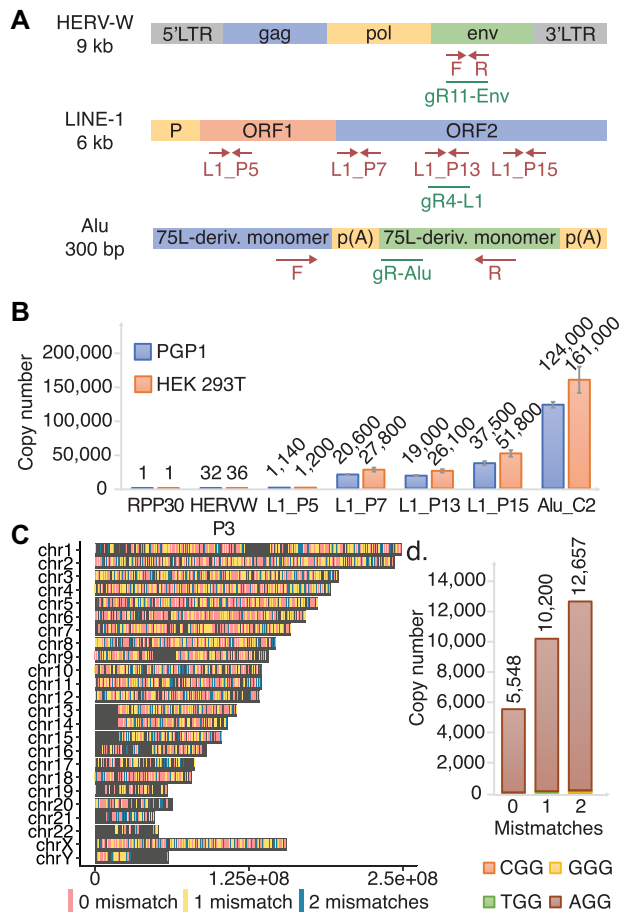 A
HERV-W
9 kb
5'LTR gag pol env 3'LTR
F R
gR11-Env
LINE-1
6 kb
P ORF1 ORF2
L1_P5 L1_P7 L1_P13 L1_P15
gR4-L1
Alu
300 bp
75L-deriv. monomer p(A) 75L-deriv. monomer p(A)
F gR-Alu R
B
Copy number
200,000
150,000
100,000
50,000
0
PGP1
HEK 293T
1 1 32 36 1,140 1,200 20,600 27,800 19,000 26,100 37,500 51,800 124,000 161,000
RPP30 HERVW L1_P5 L1_P7 L1_P13 L1_P15 Alu_C2
P3
C
chr1
chr2
chr3
chr4
chr5
chr6
chr7
chr8
chr9
chr10
chr11
chr12
chr13
chr14
chr15
chr16
chr17
chr18
chr19
chr20
chr21
chr22
chrX
chrY
0 1.25e+08 2.5e+08
0 mismatch 1 mismatch 2 mismatches
d.
Copy number
14,000
12,000
10,000
8,000
6,000
4,000
2,000
0
5,548 10,200 12,657
0 1 2
Mistmatches
CGG GGG
TGG AGG